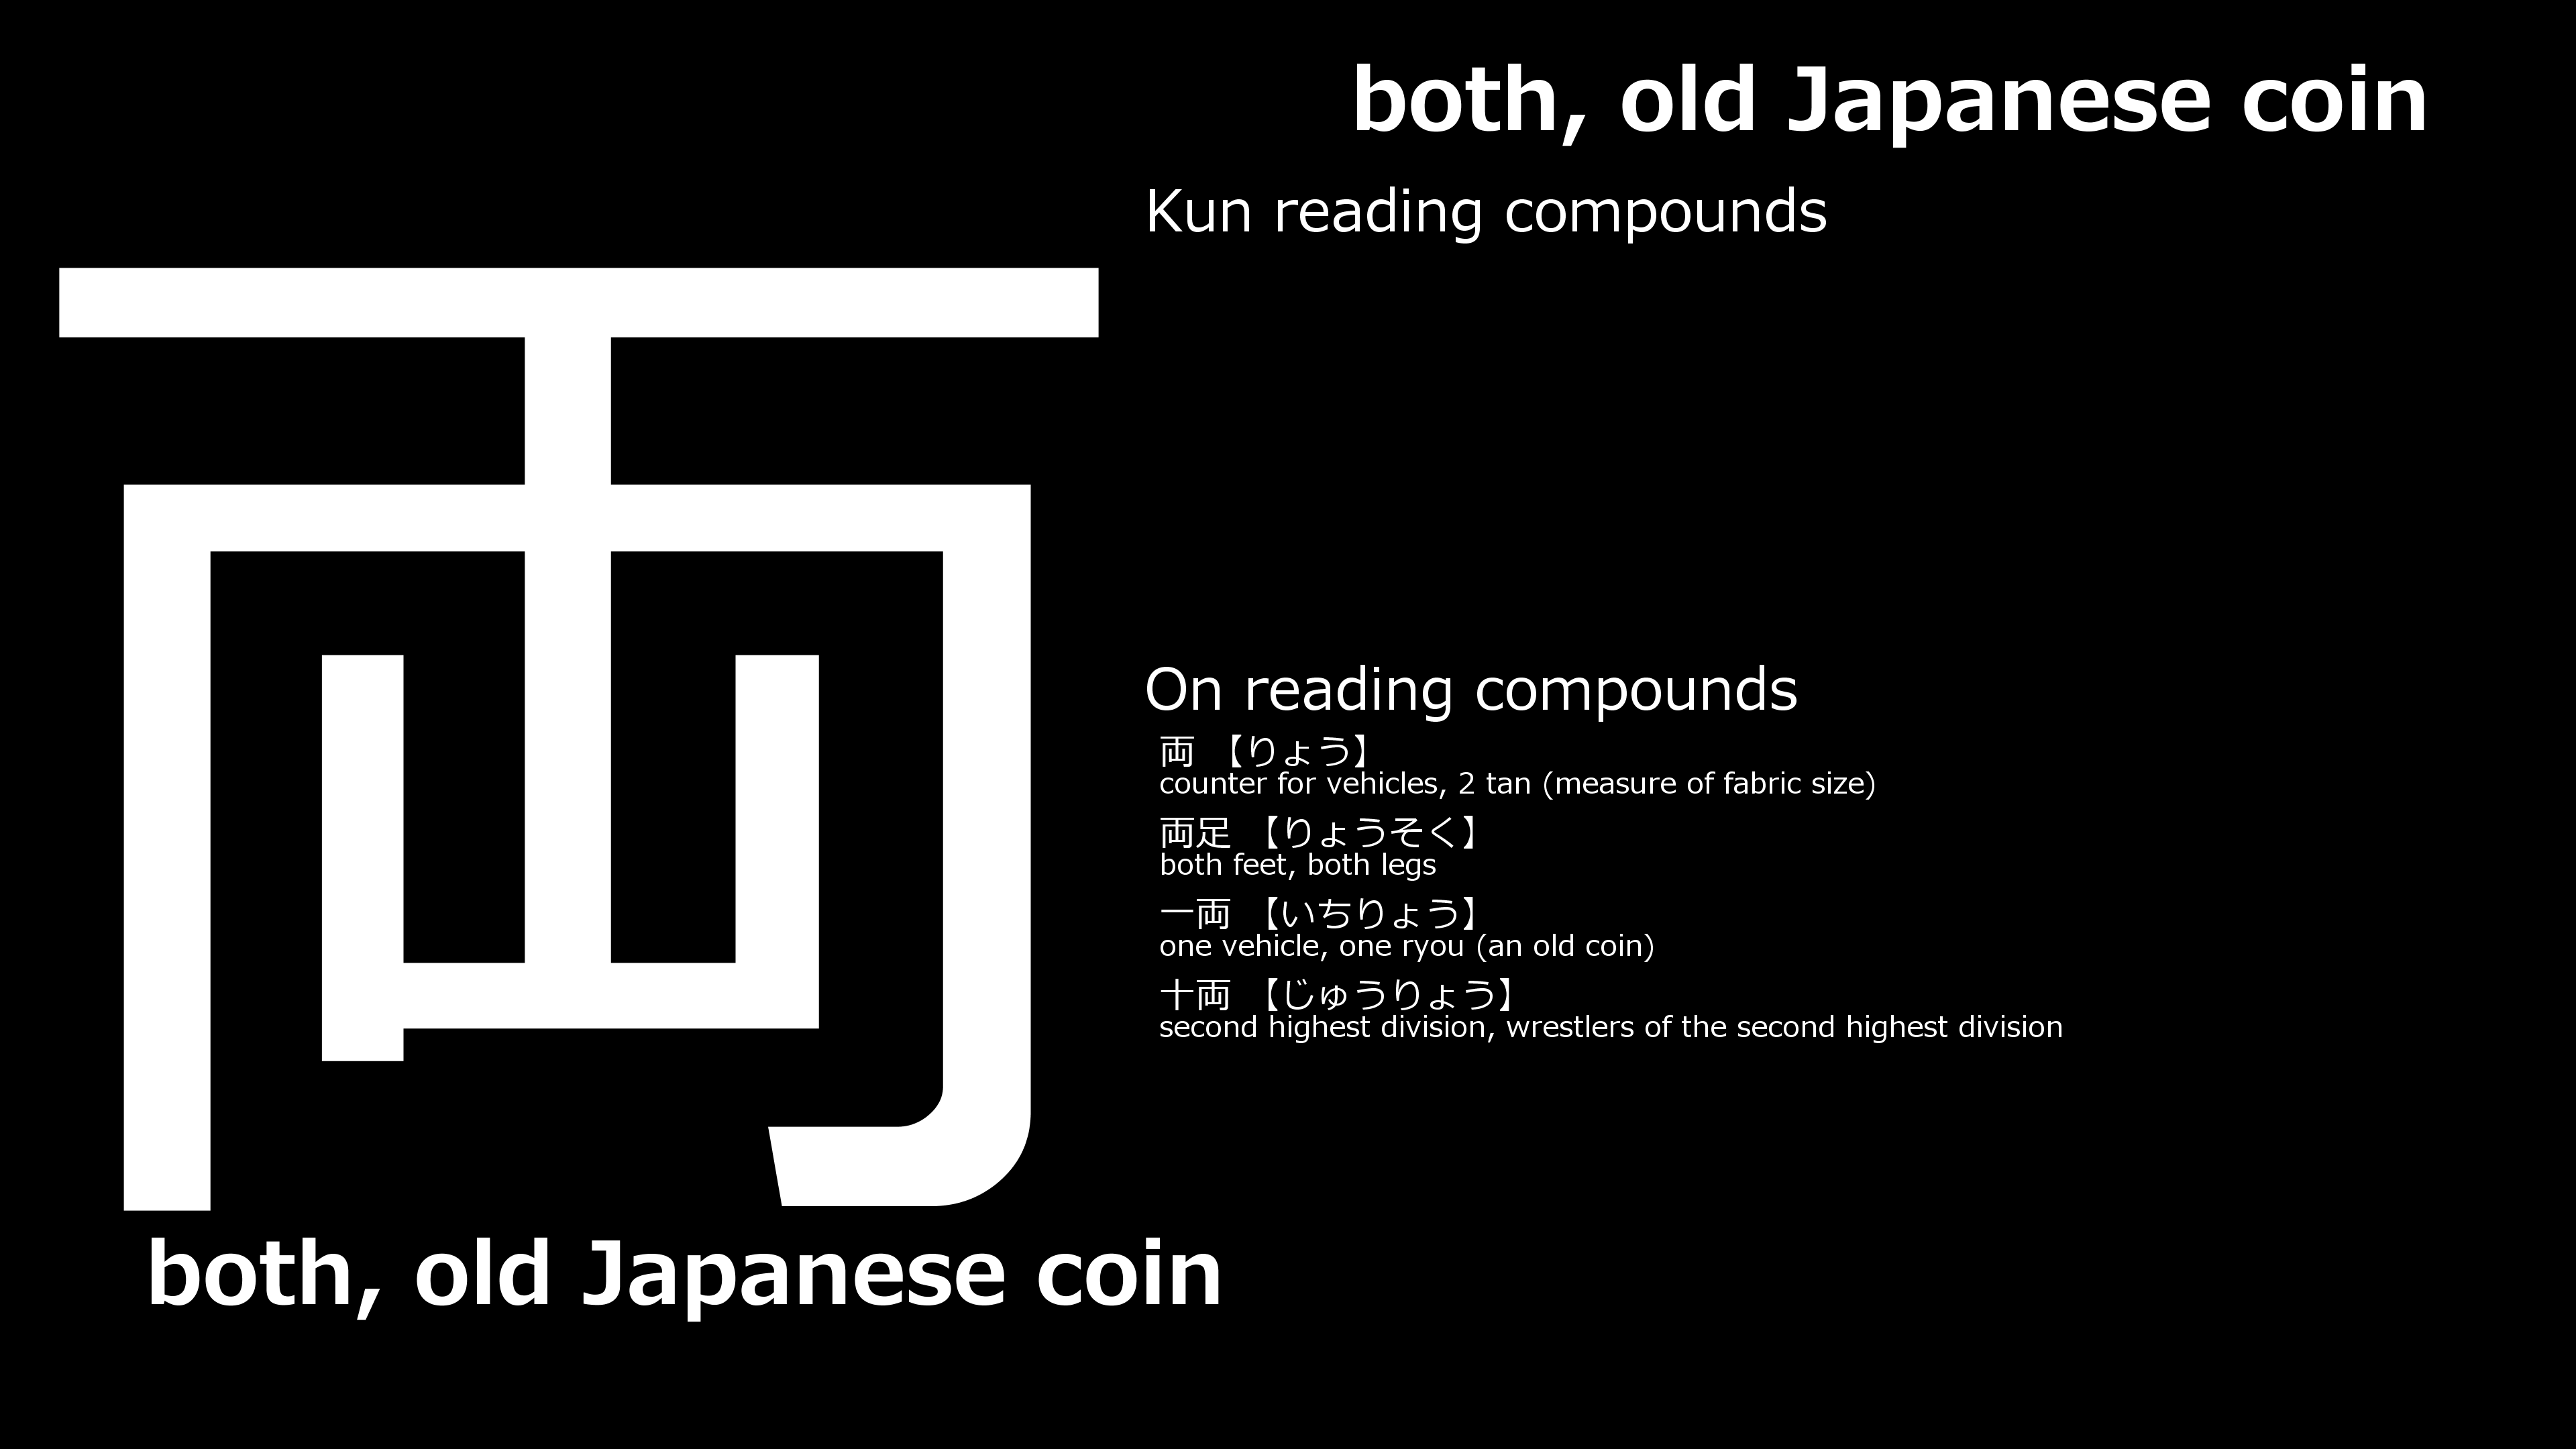 both, old Japanese coin
Kun reading compounds
両
On reading compounds
両 【りょう】
counter for vehicles, 2 tan (measure of fabric size)
両足 【りょうそく】
both feet, both legs
一両 【いちりょう】
one vehicle, one ryou (an old coin)
十両 【じゅうりょう】
second highest division, wrestlers of the second highest division
both, old Japanese coin